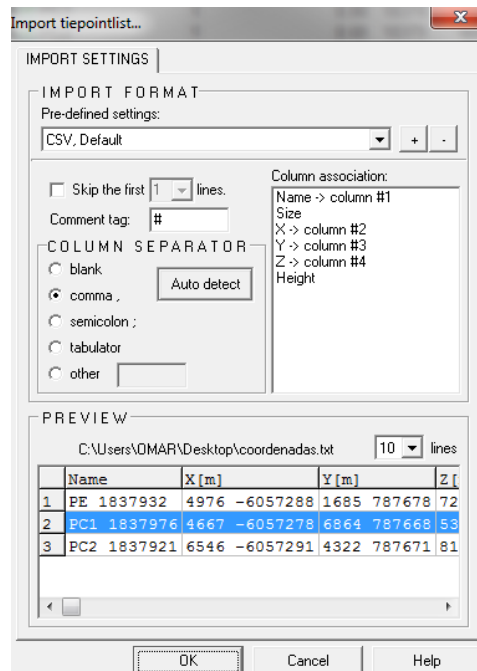 Import tiepointlist...
IMPORT SETTINGS
IMPORT FORMAT
Pre-defined settings:
CSV, Default
+
-
Skip the first 1 lines.
Comment tag: #
COLUMN SEPARATOR
blank
comma ,
Auto detect
semicolon ;
tabulator
other
Column association:
Name -> column #1
Size
X -> column #2
Y -> column #3
Z -> column #4
Height
PREVIEW
C:\Users\OMAR\Desktop\coordenadas.txt 10 lines
Name X[m] Y[m] Z[
1 PE 1837932 4976 -6057288 1685 787678 72
2 PC1 1837976 4667 -6057278 6864 787668 53
3 PC2 1837921 6546 -6057291 4322 787671 81
OK Cancel Help